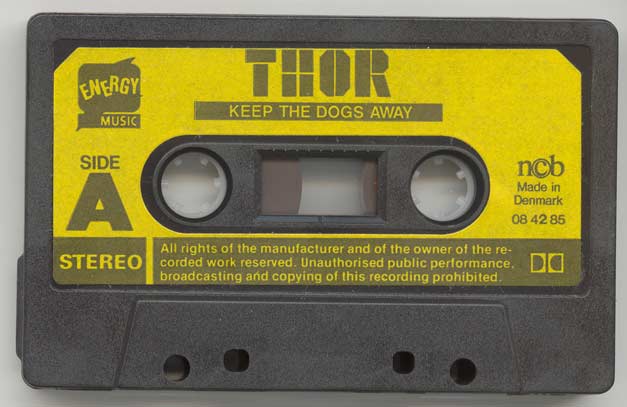 ENERGY
MUSIC
THOR
KEEP THE DOGS AWAY
SIDE
A
ncb
Made in
Denmark
08 42 85
STEREO
All rights of the manufacturer and of the owner of the re-
corded work reserved. Unauthorised public performance,
broadcasting and copying of this recording prohibited.